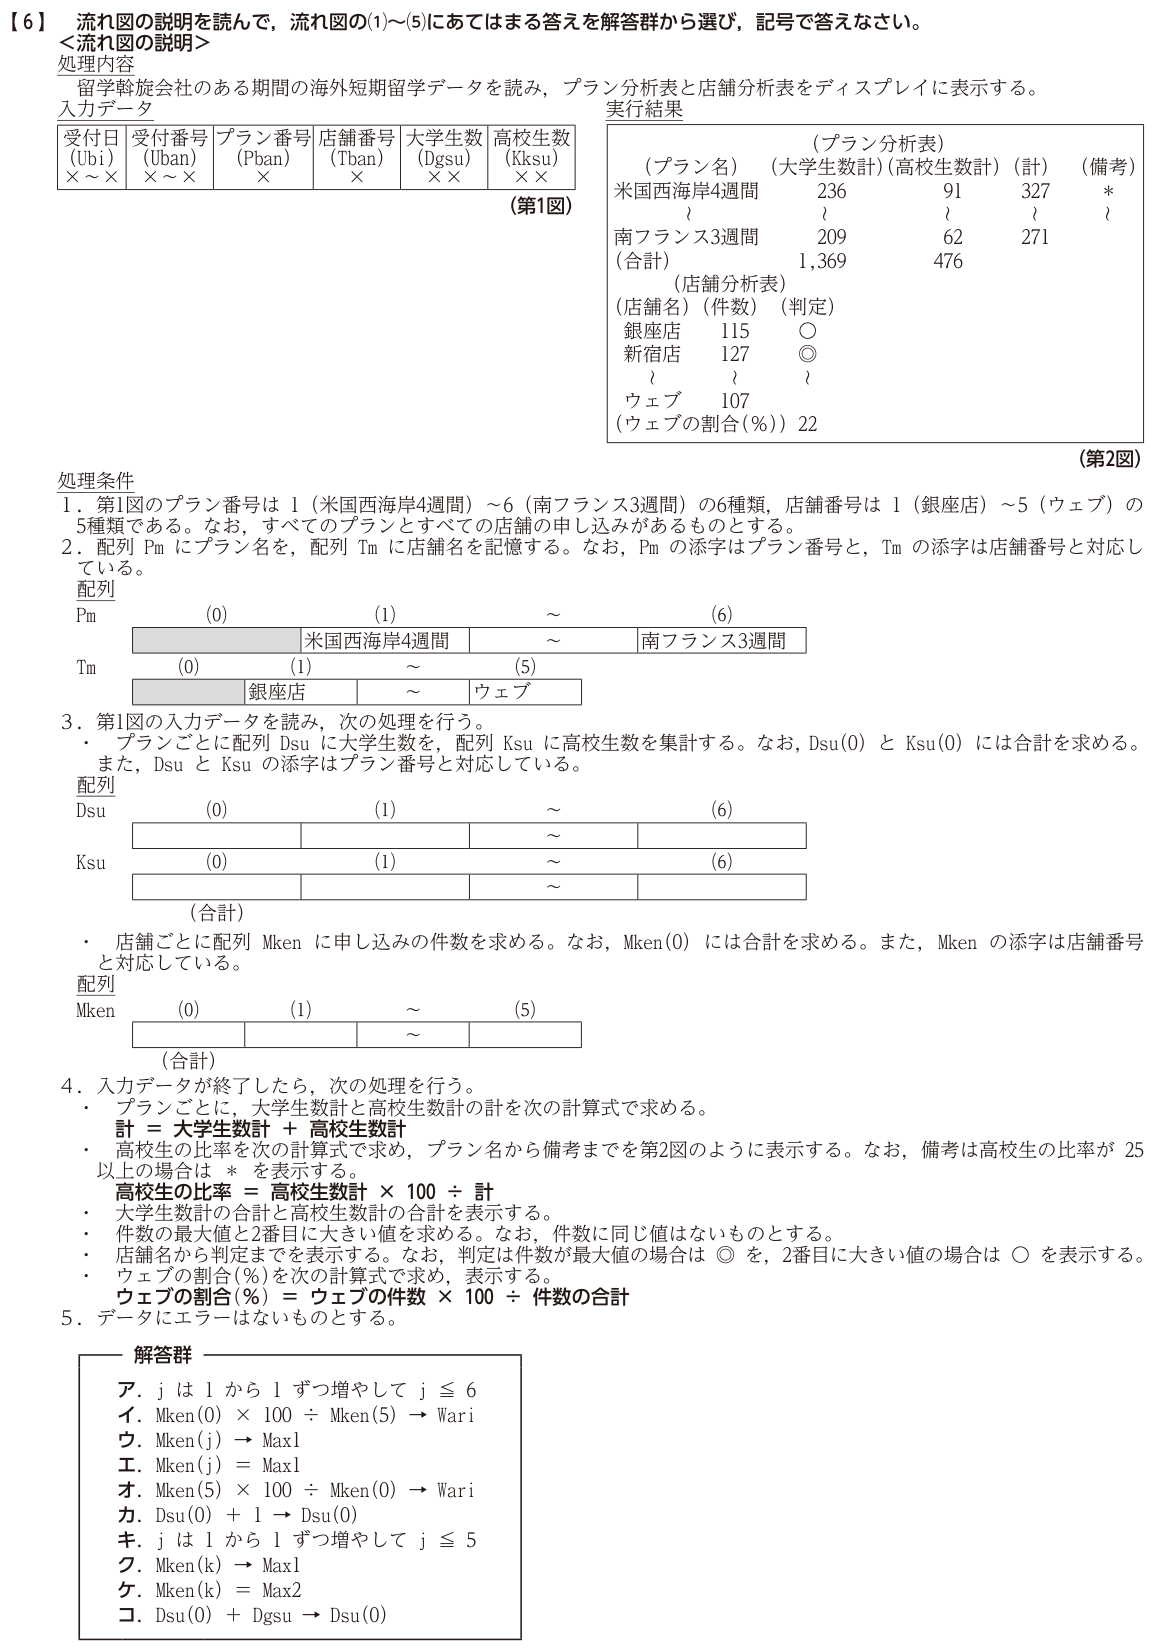 【6】 流れ図の説明を読んで，流れ図の⑴～⑸にあてはまる答えを解答群から選び，記号で答えなさい。
＜流れ図の説明＞
処理内容
留学斡旋会社のある期間の海外短期留学データを読み，プラン分析表と店舗分析表をディスプレイに表示する。
入力データ
受付日 受付番号 プラン番号 店舗番号 大学生数 高校生数
(Ubi) (Uban) (Pban) (Tban) (Dgsu) (Kksu)
×～× ×～× × × ×× ××
(第1図)
実行結果
(プラン分析表)
(プラン名) (大学生数計) (高校生数計) (計) (備考)
米国西海岸4週間 236 91 327 ＊
～ ～ ～ ～ ～
南フランス3週間 209 62 271
(合計) 1,369 476
(店舗分析表)
(店舗名) (件数) (判定)
銀座店 115 ○
新宿店 127 ◎
～ ～ ～
ウェブ 107
(ウェブの割合(％)) 22
(第2図)
処理条件
１．第1図のプラン番号は 1（米国西海岸4週間）～6（南フランス3週間）の6種類，店舗番号は 1（銀座店）～5（ウェブ）の
5種類である。なお，すべてのプランとすべての店舗の申し込みがあるものとする。
２．配列 Pm にプラン名を，配列 Tm に店舗名を記憶する。なお，Pm の添字はプラン番号と，Tm の添字は店舗番号と対応し
ている。
配列
Pm (0) (1) ～ (6)
米国西海岸4週間 ～ 南フランス3週間
Tm (0) (1) ～ (5)
銀座店 ～ ウェブ
３．第1図の入力データを読み，次の処理を行う。
・ プランごとに配列 Dsu に大学生数を，配列 Ksu に高校生数を集計する。なお，Dsu(0) と Ksu(0) には合計を求める。
また，Dsu と Ksu の添字はプラン番号と対応している。
配列
Dsu (0) (1) ～ (6)
～
Ksu (0) (1) ～ (6)
～
(合計)
・ 店舗ごとに配列 Mken に申し込みの件数を求める。なお，Mken(0) には合計を求める。また，Mken の添字は店舗番号
と対応している。
配列
Mken (0) (1) ～ (5)
～
(合計)
４．入力データが終了したら，次の処理を行う。
・ プランごとに，大学生数計と高校生数計の計を次の計算式で求める。
計 ＝ 大学生数計 ＋ 高校生数計
・ 高校生の比率を次の計算式で求め，プラン名から備考までを第2図のように表示する。なお，備考は高校生の比率が 25
以上の場合は ＊ を表示する。
高校生の比率 ＝ 高校生数計 × 100 ÷ 計
・ 大学生数計の合計と高校生数計の合計を表示する。
・ 件数の最大値と2番目に大きい値を求める。なお，件数に同じ値はないものとする。
・ 店舗名から判定までを表示する。なお，判定は件数が最大値の場合は ◎ を，2番目に大きい値の場合は ○ を表示する。
・ ウェブの割合(％)を次の計算式で求め，表示する。
ウェブの割合(％) ＝ ウェブの件数 × 100 ÷ 件数の合計
５．データにエラーはないものとする。
解答群
ア．j は 1 から 1 ずつ増やして j ≦ 6
イ．Mken(0) × 100 ÷ Mken(5) → Wari
ウ．Mken(j) → Max1
エ．Mken(j) ＝ Max1
オ．Mken(5) × 100 ÷ Mken(0) → Wari
カ．Dsu(0) ＋ 1 → Dsu(0)
キ．j は 1 から 1 ずつ増やして j ≦ 5
ク．Mken(k) → Max1
ケ．Mken(k) ＝ Max2
コ．Dsu(0) ＋ Dgsu → Dsu(0)